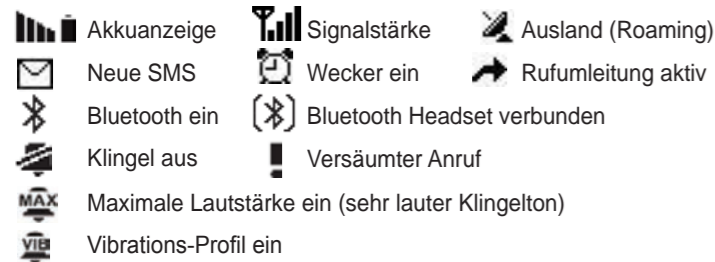 Akkuanzeige Signalstärke Ausland (Roaming)
Neue SMS Wecker ein Rufumleitung aktiv
Bluetooth ein Bluetooth Headset verbunden
Klingel aus Versäumter Anruf
MAX Maximale Lautstärke ein (sehr lauter Klingelton)
VIB Vibrations-Profil ein